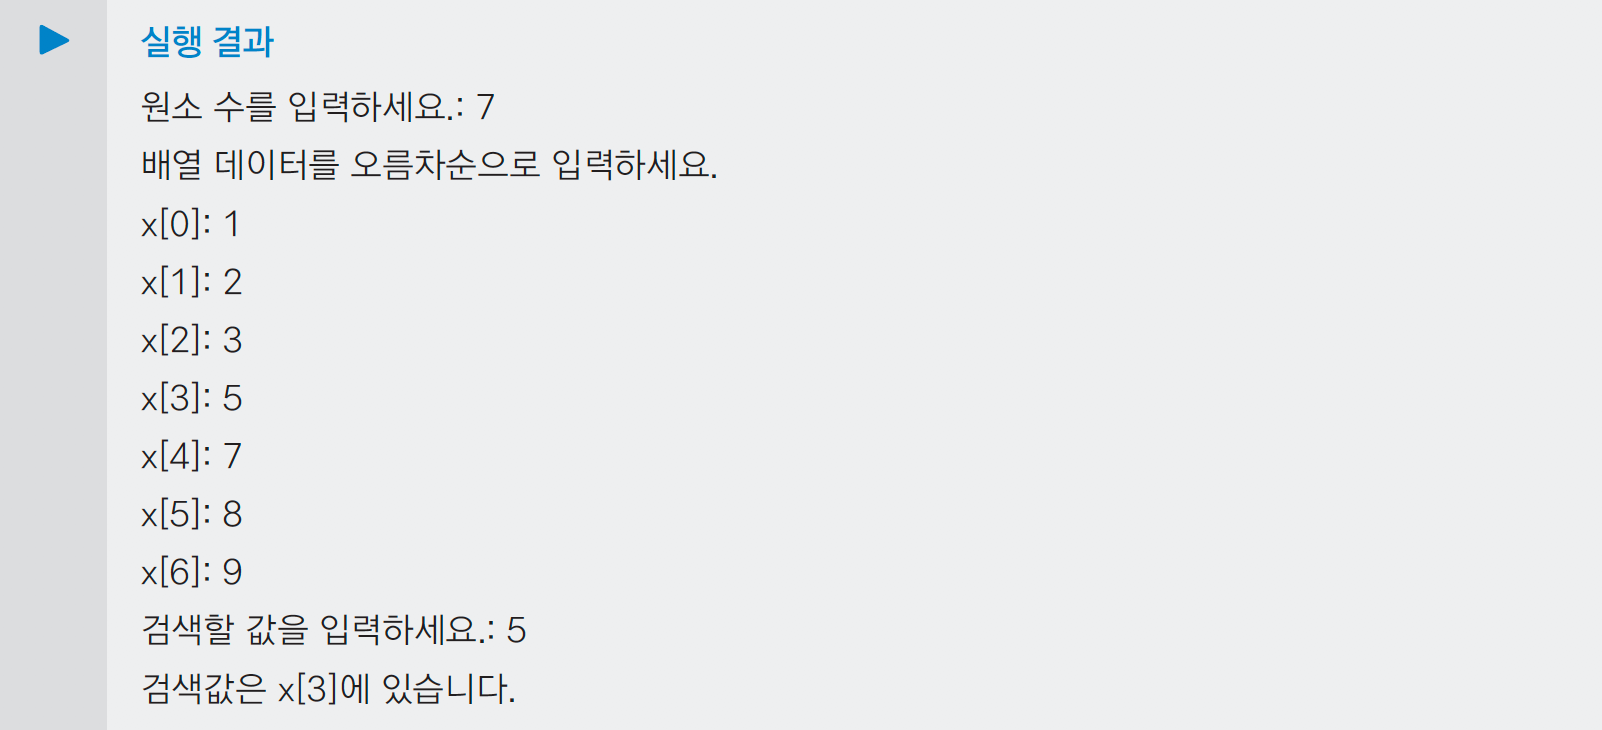 실행 결과
원소 수를 입력하세요.: 7
배열 데이터를 오름차순으로 입력하세요.
x[0]: 1
x[1]: 2
x[2]: 3
x[3]: 5
x[4]: 7
x[5]: 8
x[6]: 9
검색할 값을 입력하세요.: 5
검색값은 x[3]에 있습니다.